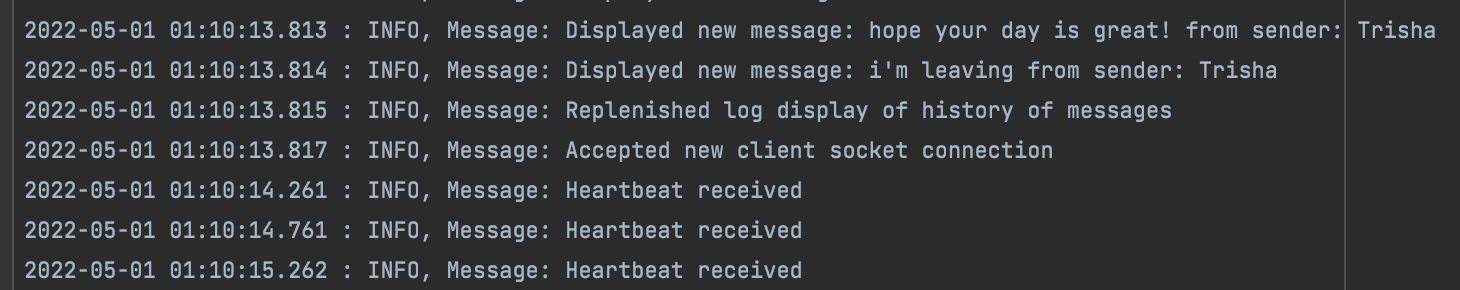 2022-05-01 01:10:13.813 : INFO, Message: Displayed new message: hope your day is great! from sender: Trisha
2022-05-01 01:10:13.814 : INFO, Message: Displayed new message: i'm leaving from sender: Trisha
2022-05-01 01:10:13.815 : INFO, Message: Replenished log display of history of messages
2022-05-01 01:10:13.817 : INFO, Message: Accepted new client socket connection
2022-05-01 01:10:14.261 : INFO, Message: Heartbeat received
2022-05-01 01:10:14.761 : INFO, Message: Heartbeat received
2022-05-01 01:10:15.262 : INFO, Message: Heartbeat received